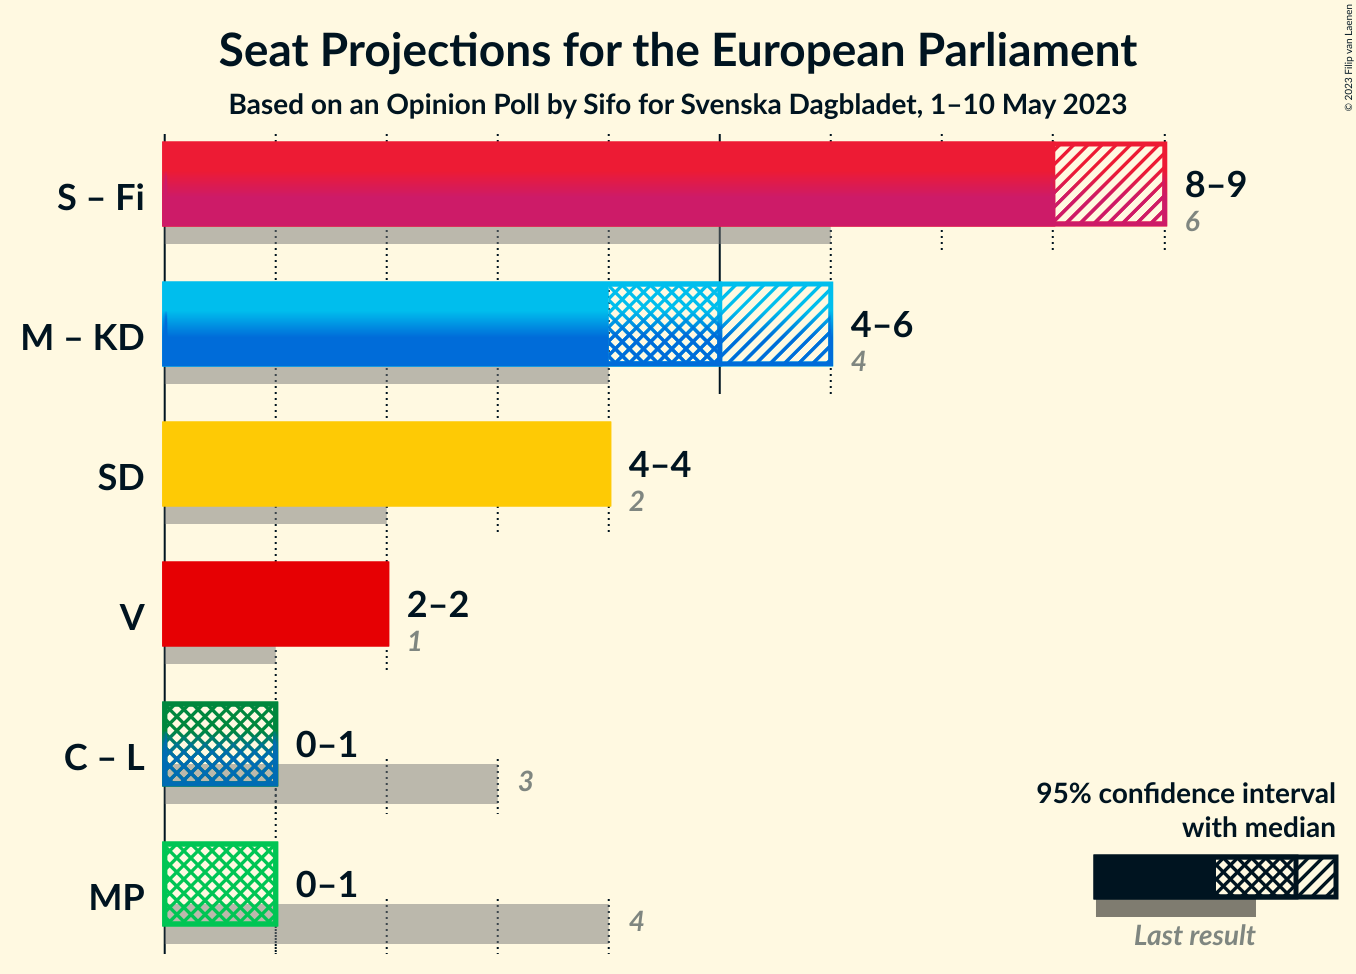 Seat Projections for the European Parliament
Based on an Opinion Poll by Sifo for Svenska Dagbladet, 1–10 May 2023
© 2023 Filip van Laenen
S – Fi
8–9
6
M – KD
4–6
4
SD
4–4
2
V
2–2
1
C – L
0–1
3
MP
0–1
4
95% confidence interval
with median
Last result